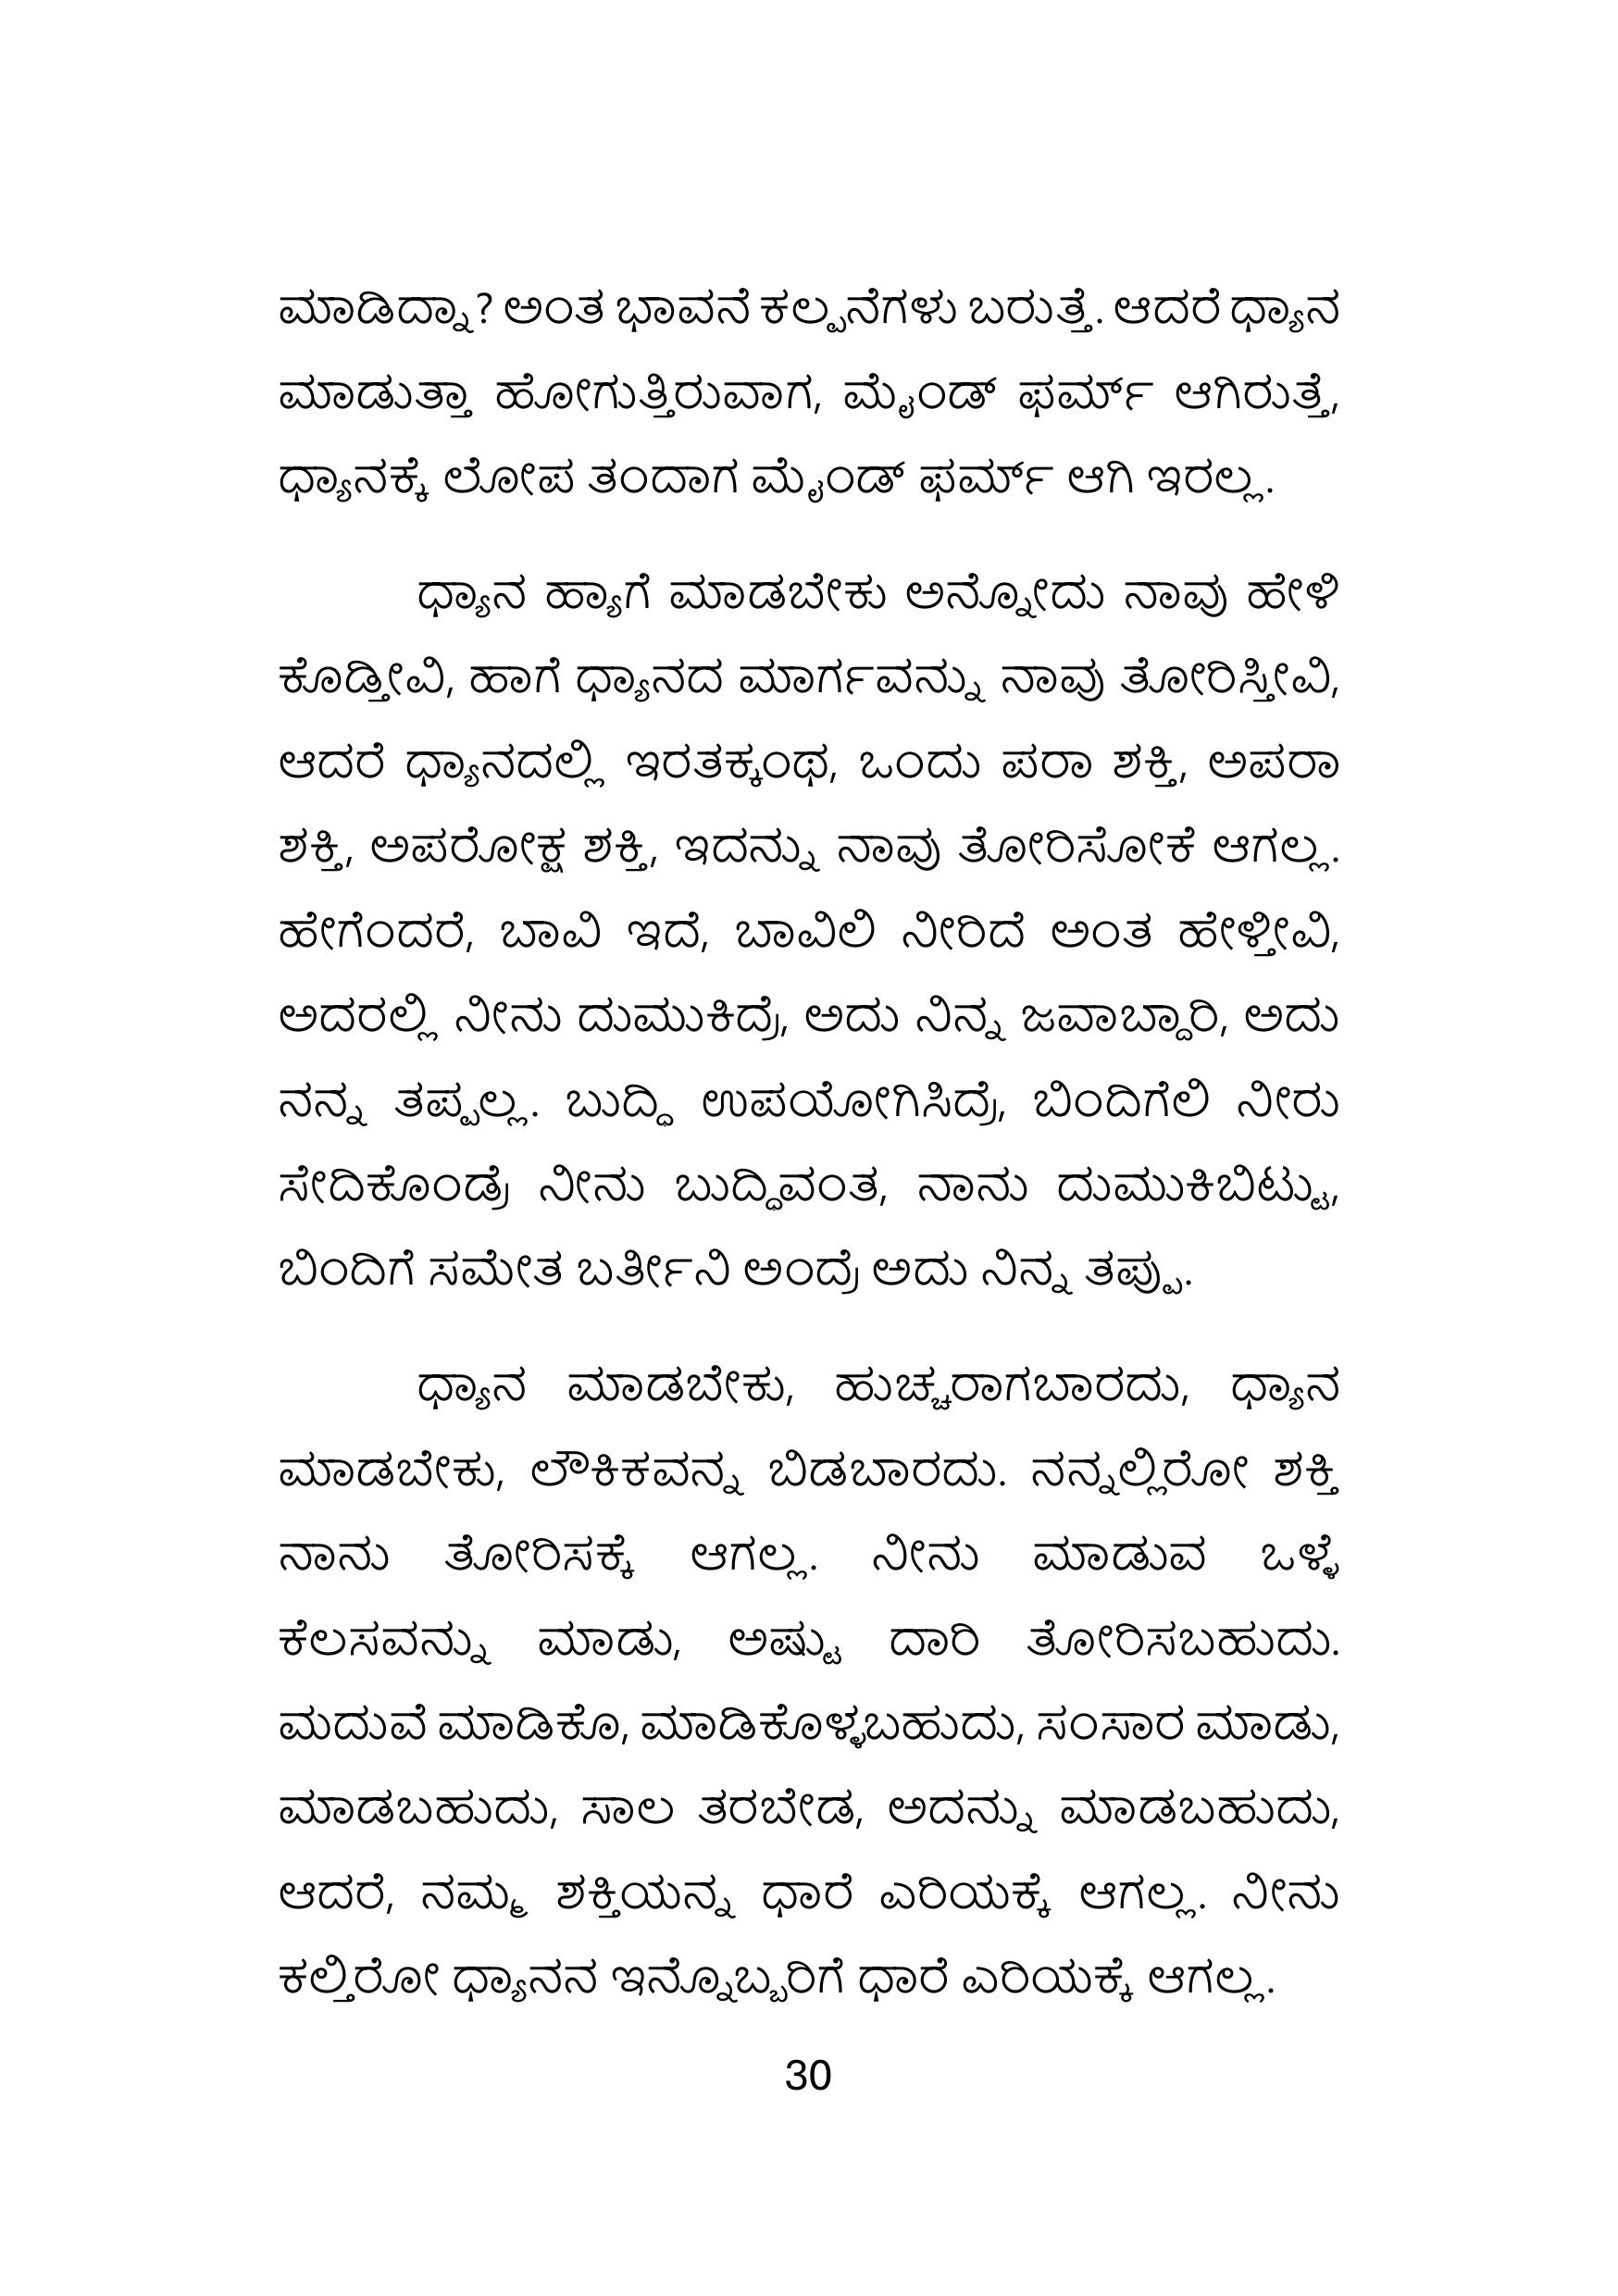 ಮಾಡಿದ್ನಾ? ಅಂತ ಭಾವನೆ ಕಲ್ಪನೆಗಳು ಬರುತ್ತೆ. ಆದರೆ ಧ್ಯಾನ
ಮಾಡುತ್ತಾ ಹೋಗುತ್ತಿರುವಾಗ, ಮೈಂಡ್ ಫರ್ಮ್ ಆಗಿರುತ್ತೆ,
ಧ್ಯಾನಕ್ಕೆ ಲೋಪ ತಂದಾಗ ಮೈಂಡ್ ಫರ್ಮ್ ಆಗಿ ಇರಲ್ಲ.
ಧ್ಯಾನ ಹ್ಯಾಗೆ ಮಾಡಬೇಕು ಅನ್ನೋದು ನಾವು ಹೇಳಿ
ಕೊಡ್ತೀವಿ, ಹಾಗೆ ಧ್ಯಾನದ ಮಾರ್ಗವನ್ನು ನಾವು ತೋರಿಸ್ತೀವಿ,
ಆದರೆ ಧ್ಯಾನದಲ್ಲಿ ಇರತಕ್ಕಂಥ, ಒಂದು ಪರಾ ಶಕ್ತಿ, ಅಪರಾ
ಶಕ್ತಿ, ಅಪರೋಕ್ಷ ಶಕ್ತಿ, ಇದನ್ನು ನಾವು ತೋರಿಸೋಕೆ ಆಗಲ್ಲ.
ಹೇಗೆಂದರೆ, ಬಾವಿ ಇದೆ, ಬಾವಿಲಿ ನೀರಿದೆ ಅಂತ ಹೇಳ್ತೀವಿ,
ಅದರಲ್ಲಿ ನೀನು ದುಮುಕಿದ್ರೆ, ಅದು ನಿನ್ನ ಜವಾಬ್ದಾರಿ, ಅದು
ನನ್ನ ತಪ್ಪಲ್ಲ. ಬುದ್ಧಿ ಉಪಯೋಗಿಸಿದ್ರೆ, ಬಿಂದಿಗೆಲಿ ನೀರು
ಸೇದಿಕೊಂಡ್ರೆ ನೀನು ಬುದ್ಧಿವಂತ, ನಾನು ದುಮುಕಿಬಿಟ್ಟು,
ಬಿಂದಿಗೆ ಸಮೇತ ಬರ್ತೀನಿ ಅಂದ್ರೆ ಅದು ನಿನ್ನ ತಪ್ಪು.
ಧ್ಯಾನ ಮಾಡಬೇಕು, ಹುಚ್ಚರಾಗಬಾರದು, ಧ್ಯಾನ
ಮಾಡಬೇಕು, ಲೌಕಿಕವನ್ನ ಬಿಡಬಾರದು. ನನ್ನಲ್ಲಿರೋ ಶಕ್ತಿ
ನಾನು ತೋರಿಸಕ್ಕೆ ಆಗಲ್ಲ. ನೀನು ಮಾಡುವ ಒಳ್ಳೆ
ಕೆಲಸವನ್ನು ಮಾಡು, ಅಷ್ಟು ದಾರಿ ತೋರಿಸಬಹುದು.
ಮದುವೆ ಮಾಡಿಕೊ, ಮಾಡಿಕೊಳ್ಳಬಹುದು, ಸಂಸಾರ ಮಾಡು,
ಮಾಡಬಹುದು, ಸಾಲ ತರಬೇಡ, ಅದನ್ನು ಮಾಡಬಹುದು,
ಆದರೆ, ನಮ್ಮ ಶಕ್ತಿಯನ್ನ ಧಾರೆ ಎರಿಯಕ್ಕೆ ಆಗಲ್ಲ. ನೀನು
ಕಲ್ತಿರೋ ಧ್ಯಾನನ ಇನ್ನೊಬ್ಬರಿಗೆ ಧಾರೆ ಎರಿಯಕ್ಕೆ ಆಗಲ್ಲ.
30